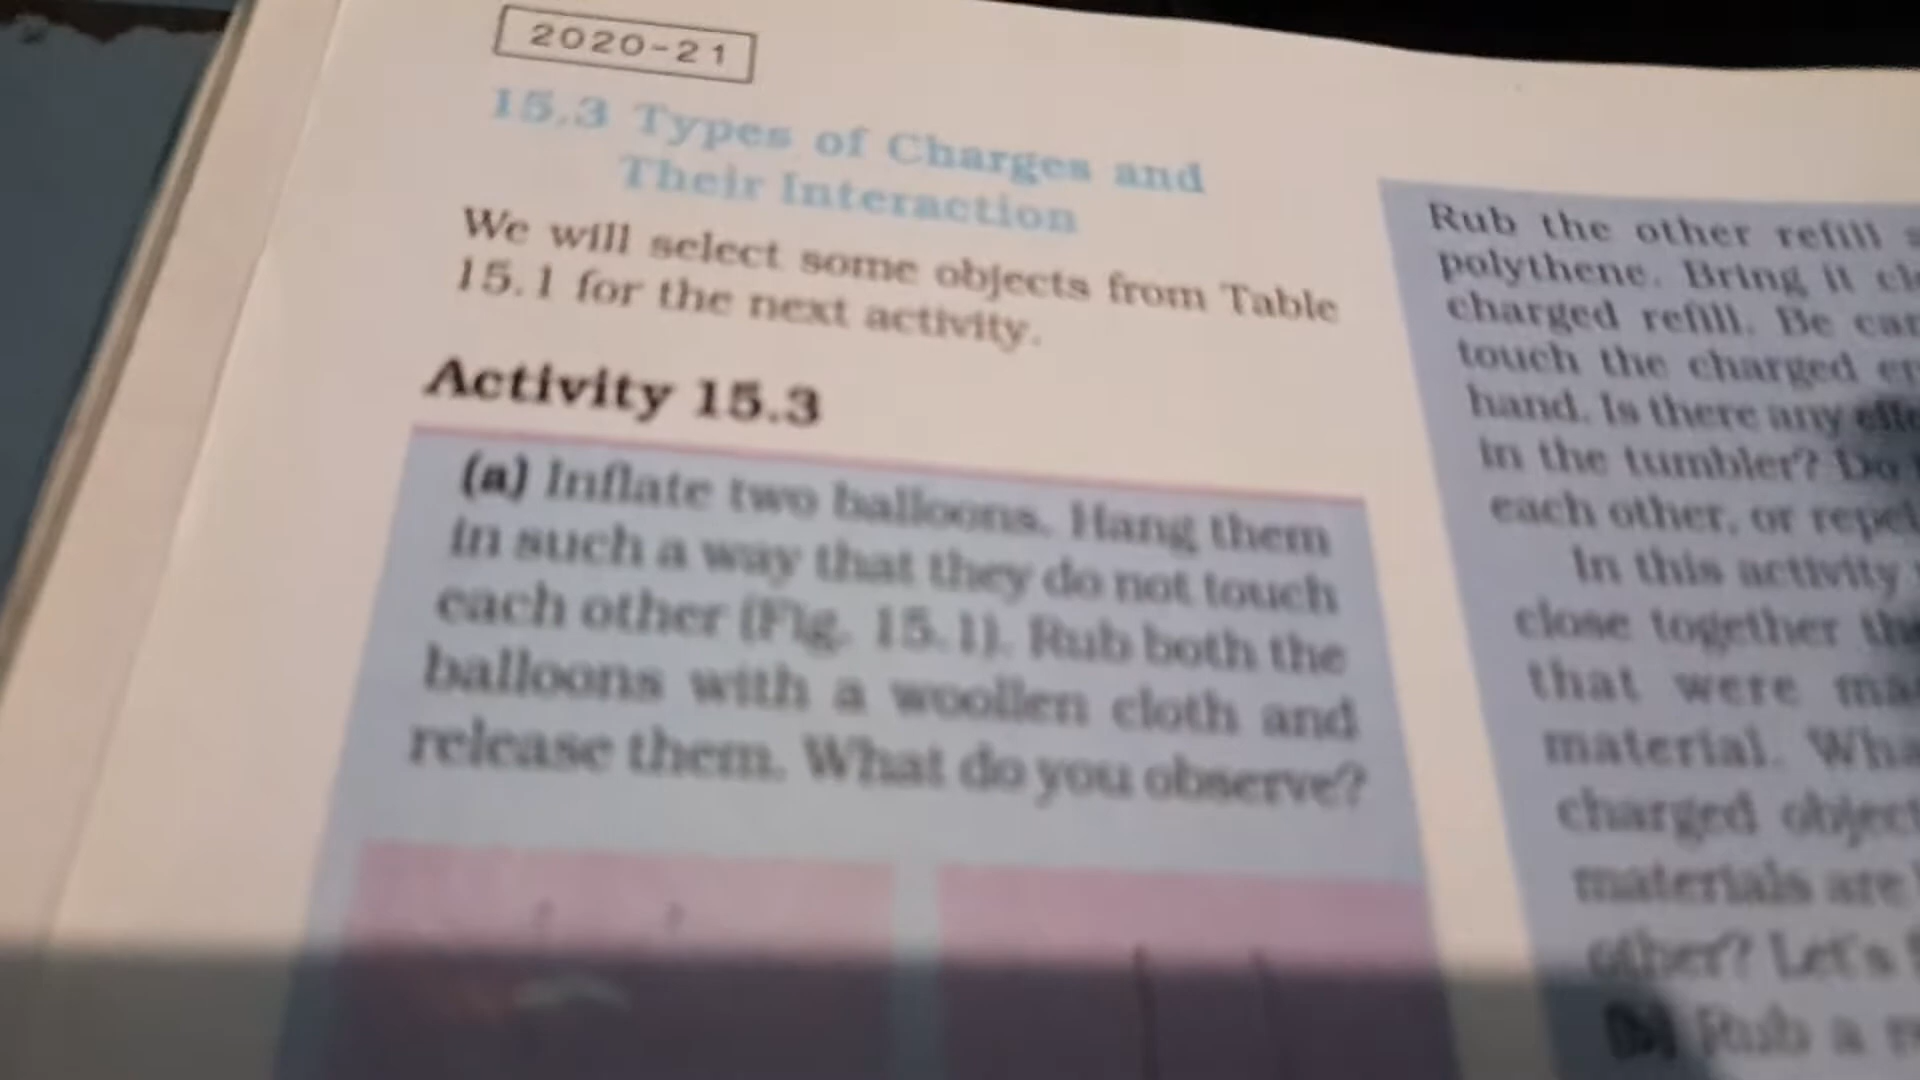 2020-21
15.3 Types of Charges and
Their Interaction
We will select some objects from Table
15.1 for the next activity.
Activity 15.3
(a) Inflate two balloons. Hang them
in such a way that they do not touch
each other (Fig. 15.1). Rub both the
balloons with a woollen cloth and
release them. What do you observe?
Rub the other refill
polythene. Bring it
charged refill. Be
touch the charged
hand. Is there any
in the tumbler? Do
each other, or
In this activity
close together
that were
material.
charged
materials are
other? Let's
(b) Rub a